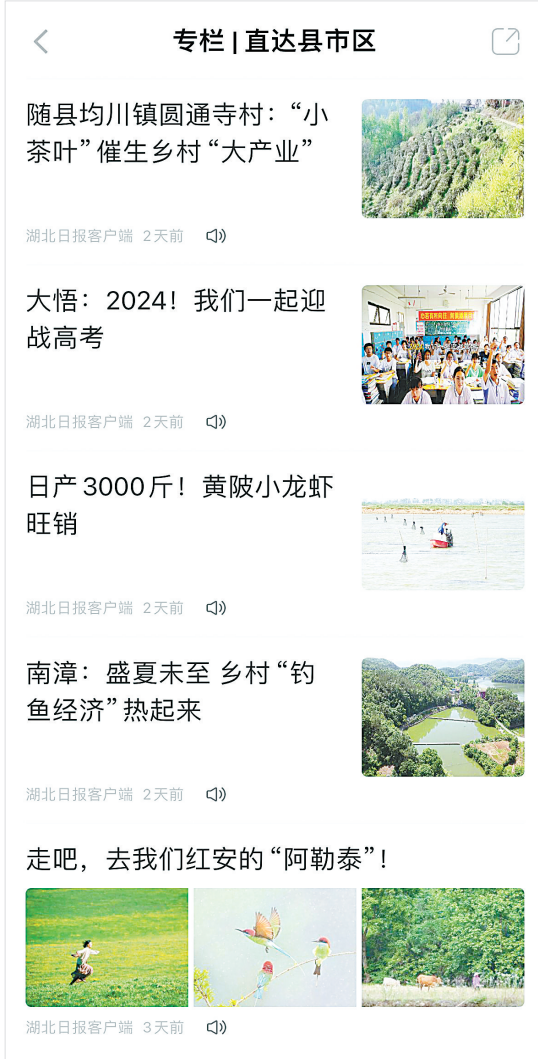 专栏 | 直达县市区
随县均川镇圆通寺村：“小
茶叶”催生乡村“大产业”
湖北日报客户端 2天前
大悟：2024！我们一起迎
战高考
湖北日报客户端 2天前
日产3000斤！黄陂小龙虾
旺销
湖北日报客户端 2天前
南漳：盛夏未至 乡村“钓
鱼经济”热起来
湖北日报客户端 2天前
走吧，去我们红安的“阿勒泰”！
湖北日报客户端 3天前